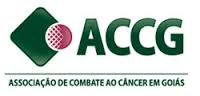 ACCG
ASSOCIAÇÃO DE COMBATE AO CÂNCER EM GOIÁS